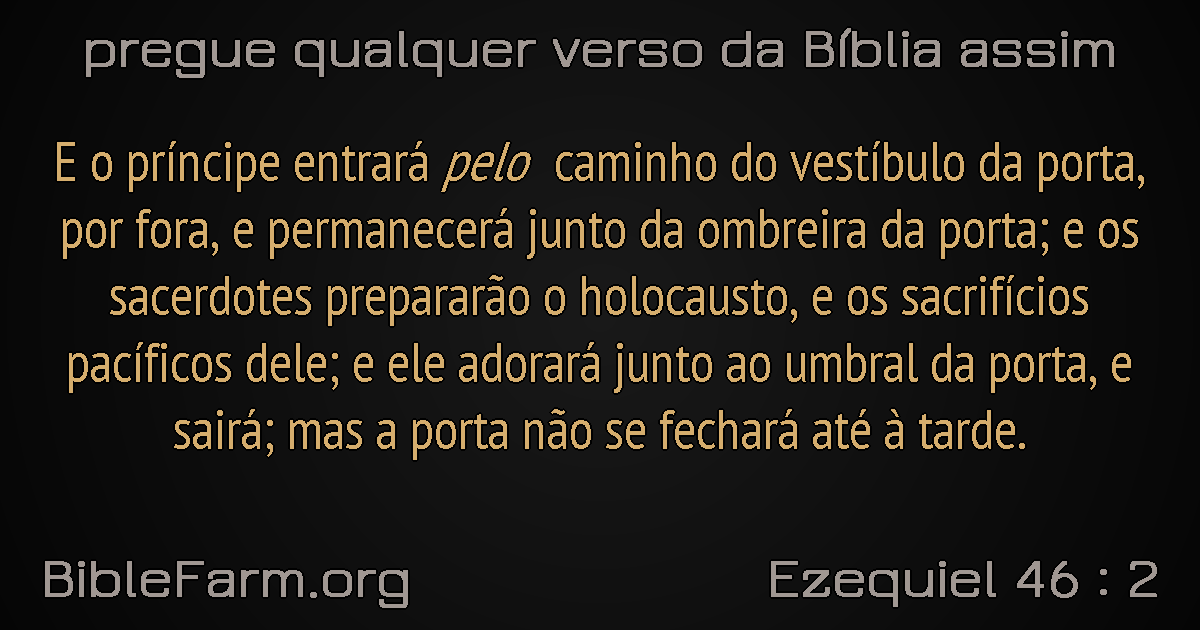 pregue qualquer verso da Bíblia assim
E o príncipe entrará pelo caminho do vestíbulo da porta,
por fora, e permanecerá junto da ombreira da porta; e os
sacerdotes prepararão o holocausto, e os sacrifícios
pacíficos dele; e ele adorará junto ao umbral da porta, e
sairá; mas a porta não se fechará até à tarde.
BibleFarm.org
Ezequiel 46 : 2